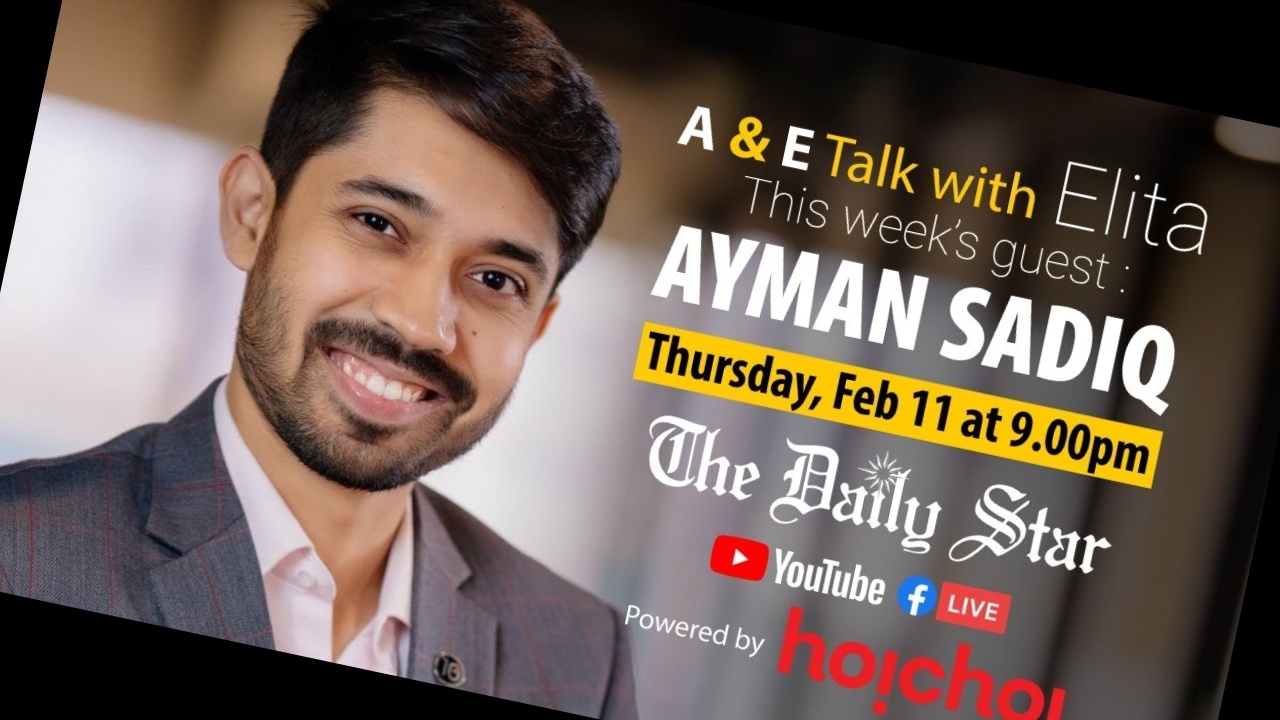 A & E Talk with Elita
This week's guest :
AYMAN SADIQ
Thursday, Feb 11 at 9.00pm
The Daily Star
YouTube f LIVE
Powered by hoichoi